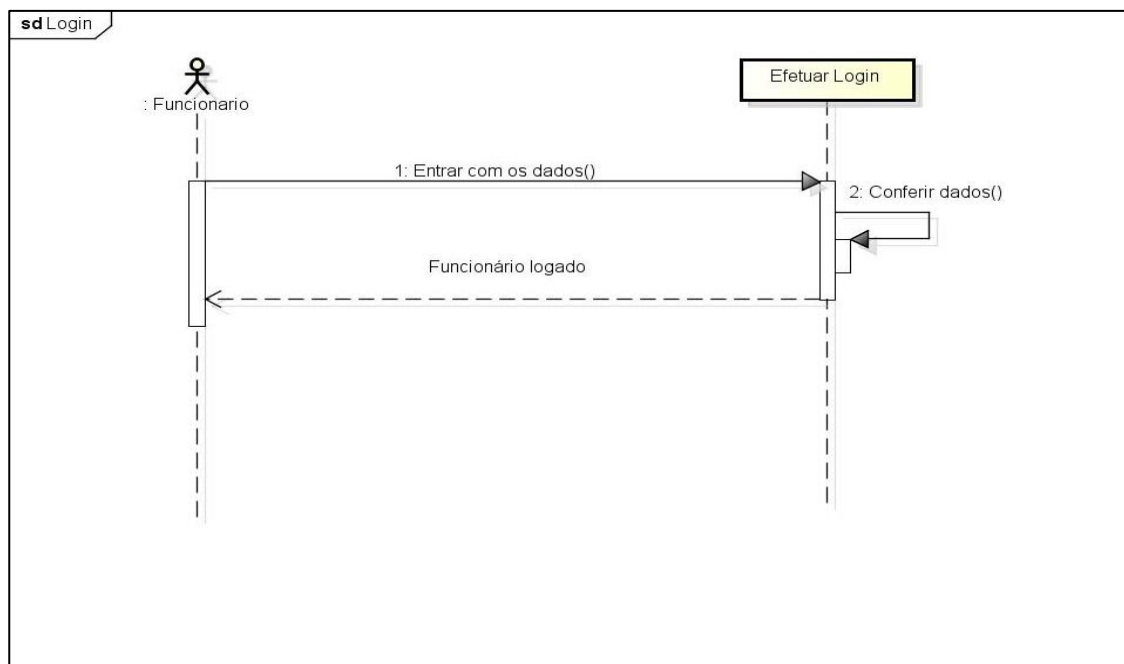 sd Login
: Funcionario
Efetuar Login
1: Entrar com os dados()
2: Conferir dados()
Funcionário logado